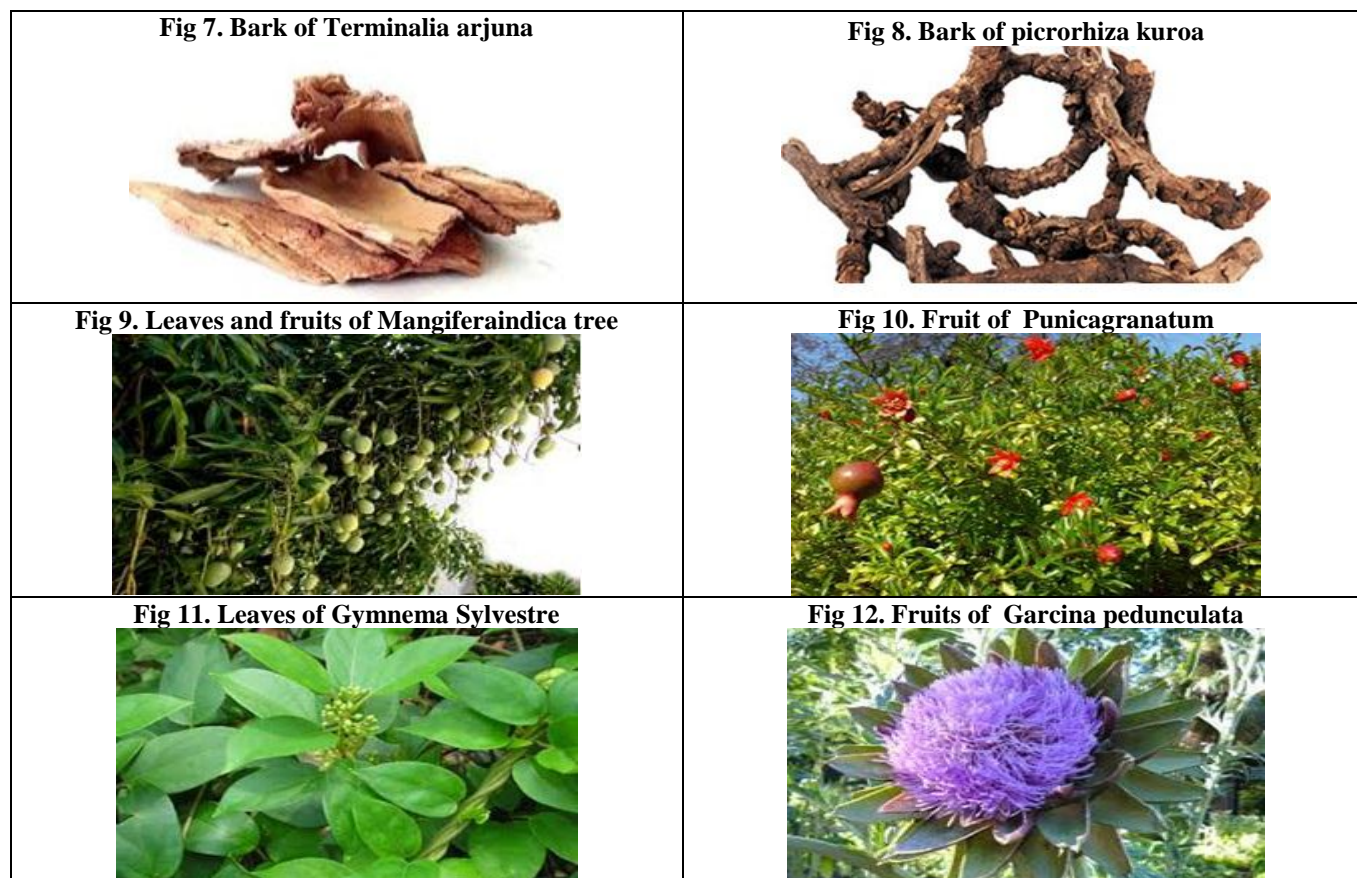 Fig 7. Bark of Terminalia arjuna
Fig 8. Bark of picrorhiza kuroa
Fig 9. Leaves and fruits of Mangiferaindica tree
Fig 10. Fruit of Punicagranatum
Fig 11. Leaves of Gymnema Sylvestre
Fig 12. Fruits of Garcina pedunculata